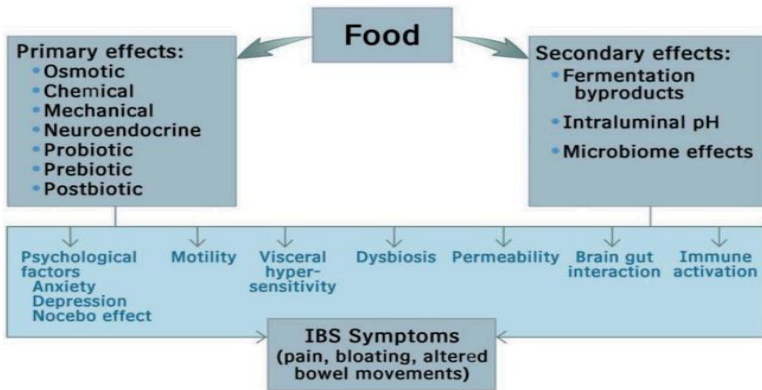 Food
Primary effects:
Osmotic
Chemical
Mechanical
Neuroendocrine
Probiotic
Prebiotic
Postbiotic
Secondary effects:
Fermentation
byproducts
Intraluminal pH
Microbiome effects
Psychological
factors
Anxiety
Depression
Nocebo effect
Motility
Visceral
hyper-
sensitivity
Dysbiosis
Permeability
Brain gut
interaction
Immune
activation
IBS Symptoms
(pain, bloating, altered
bowel movements)